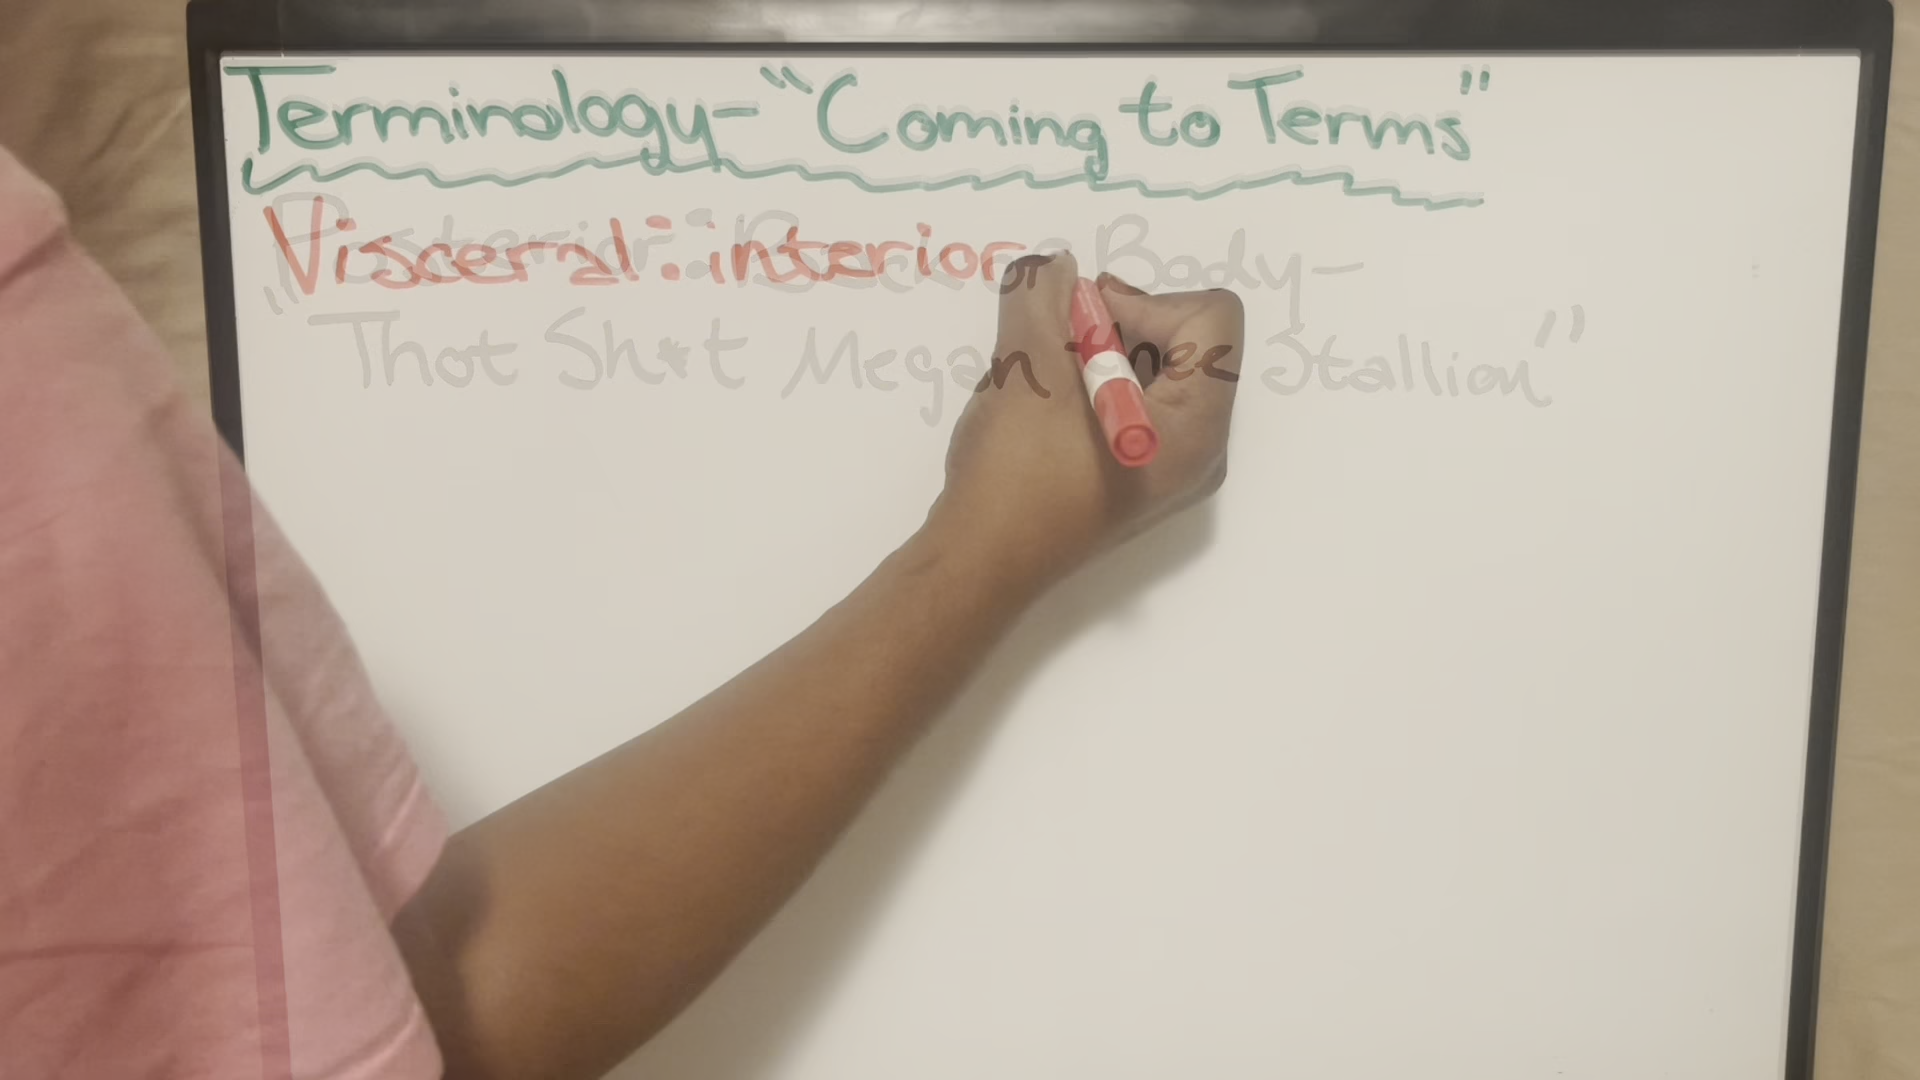 Terminology- "Coming to Terms"
Visceral: interior
Posterior: Back of Body-
"Thot Sh*t Megan thee Stallion"